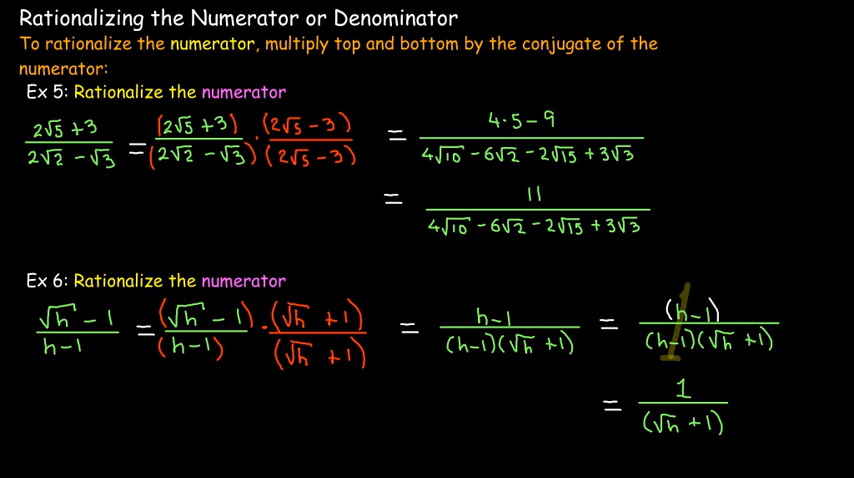 Rationalizing the Numerator or Denominator
To rationalize the numerator, multiply top and bottom by the conjugate of the
numerator:
Ex 5: Rationalize the numerator
(2√5 + 3)/(2√2 − √3) = (2√5 + 3)/(2√2 − √3) · (2√5 − 3)/(2√5 − 3) = (4·5 − 9)/(4√10 − 6√2 − 2√15 + 3√3)
= 11/(4√10 − 6√2 − 2√15 + 3√3)
Ex 6: Rationalize the numerator
(√h − 1)/(h − 1) = (√h − 1)/(h − 1) · (√h + 1)/(√h + 1) = (h − 1)/((h − 1)(√h + 1)) = (h − 1)/((h − 1)(√h + 1))
= 1/(√h + 1)